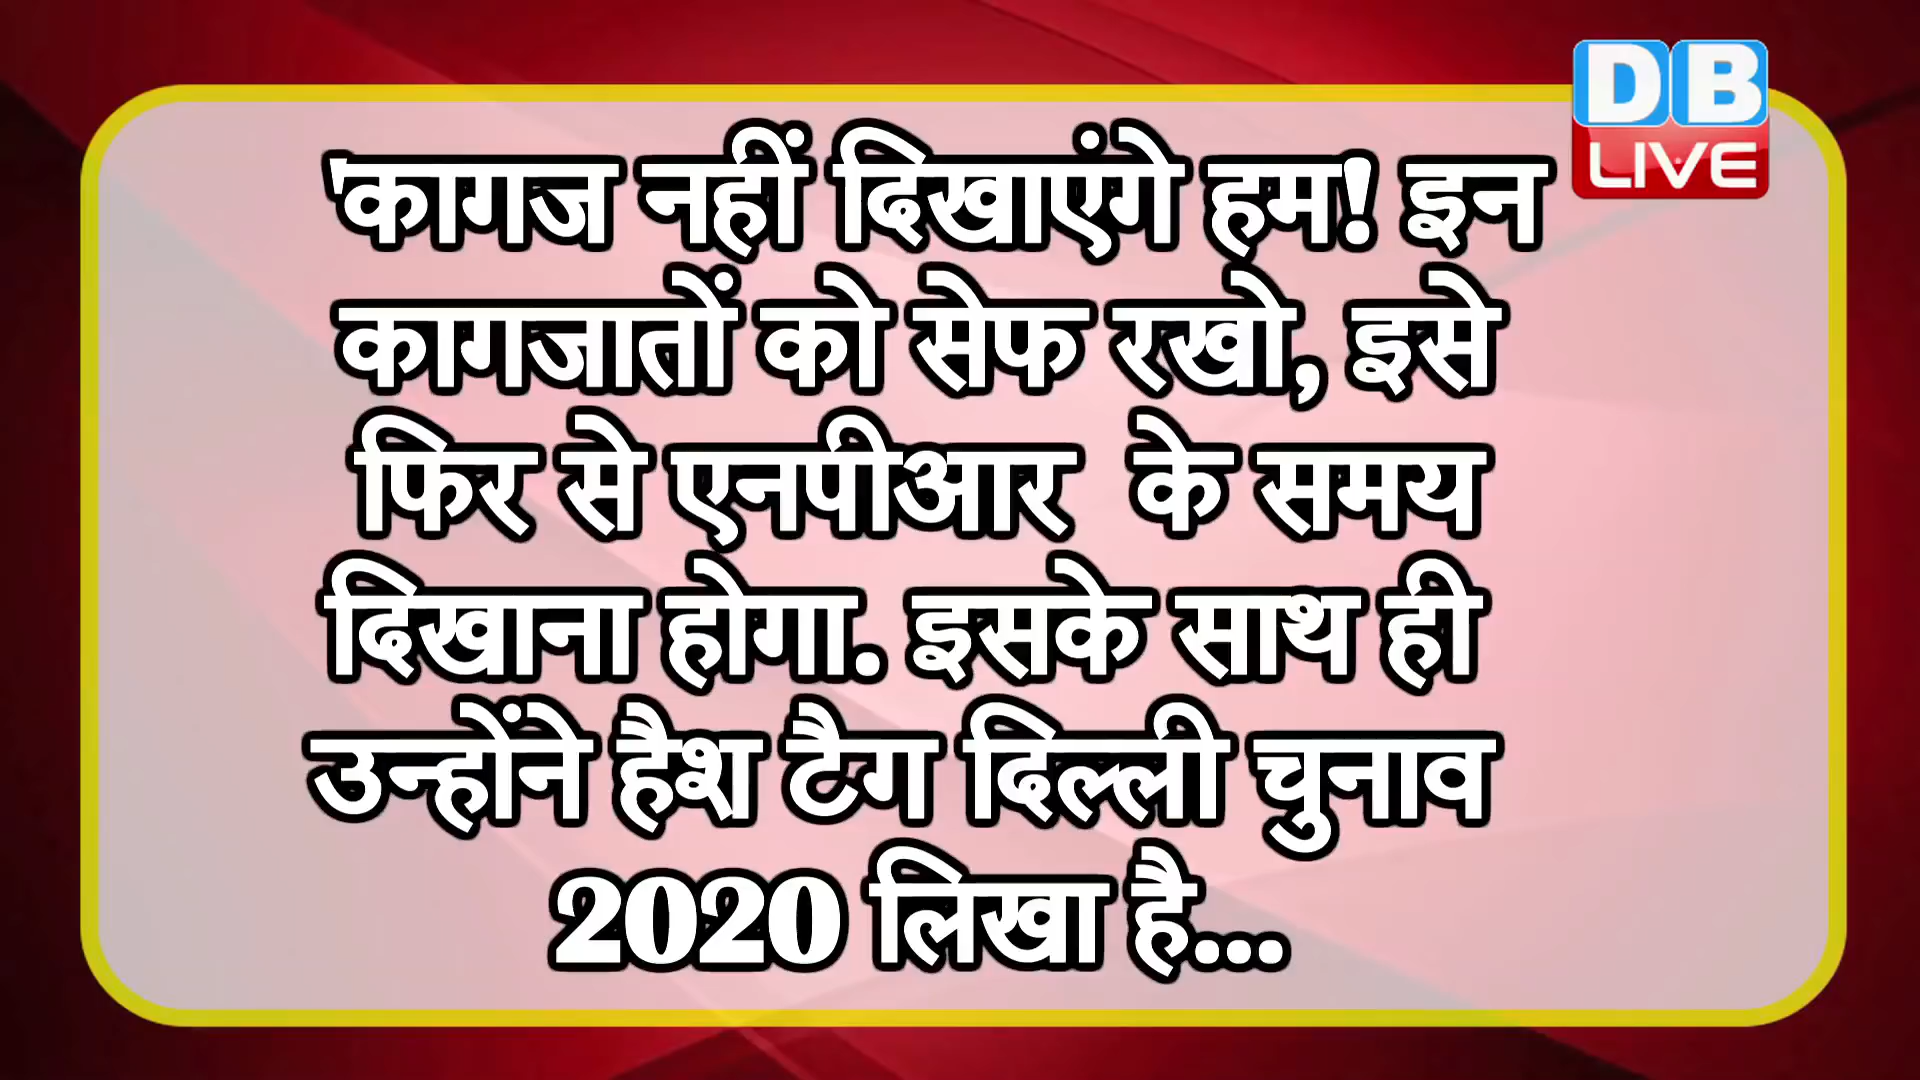 DB
LIVE
'कागज नहीं दिखाएंगे हम! इन
कागजातों को सेफ रखो, इसे
फिर से एनपीआर के समय
दिखाना होगा. इसके साथ ही
उन्होंने हैश टैग दिल्ली चुनाव
2020 लिखा है...